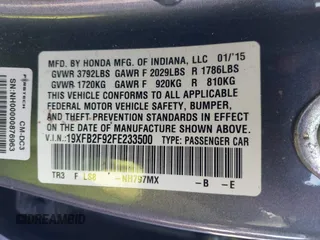 MFD. BY HONDA MFG. OF INDIANA, LLC 01/'15
GVWR 3792LBS GAWR F 2029LBS R 1786LBS
GVWR 1720KG GAWR F 920KG R 810KG
THIS VEHICLE CONFORMS TO ALL APPLICABLE
FEDERAL MOTOR VEHICLE SAFETY, BUMPER,
AND THEFT PREVENTION STANDARDS IN
EFFECT ON THE DATE OF MANUFACTURE
SHOWN ABOVE.
V.I.N.: 19XFB2F92FE233500 TYPE: PASSENGER CAR
TR3 F LSS NH797MX -B -E
CM-DC3
DREAMBID